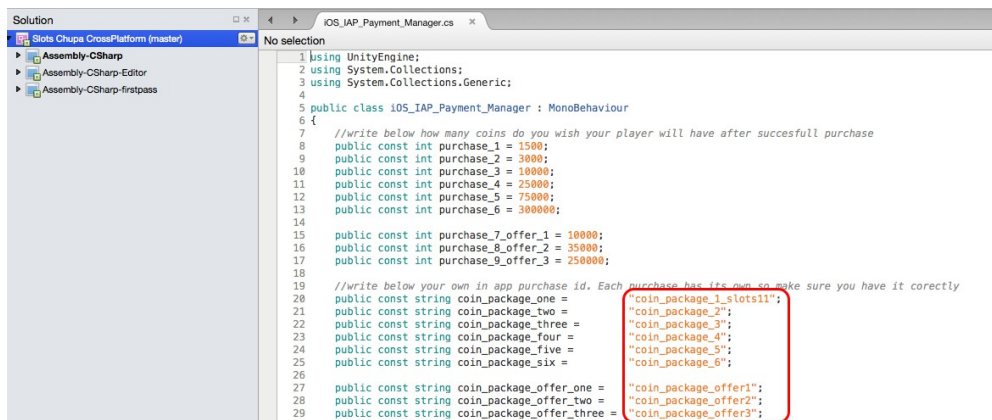 Solution
Slots Chupa CrossPlatform (master)
Assembly-CSharp
Assembly-CSharp-Editor
Assembly-CSharp-firstpass
iOS_IAP_Payment_Manager.cs
No selection
1 using UnityEngine;
2 using System.Collections;
3 using System.Collections.Generic;
4
5 public class iOS_IAP_Payment_Manager : MonoBehaviour
6 {
7 //write below how many coins do you wish your player will have after succesfull purchase
8 public const int purchase_1 = 1500;
9 public const int purchase_2 = 3000;
10 public const int purchase_3 = 10000;
11 public const int purchase_4 = 25000;
12 public const int purchase_5 = 75000;
13 public const int purchase_6 = 300000;
14
15 public const int purchase_7_offer_1 = 10000;
16 public const int purchase_8_offer_2 = 35000;
17 public const int purchase_9_offer_3 = 250000;
18
19 //write below your own in app purchase id. Each purchase has its own so make sure you have it corectly
20 public const string coin_package_one = "coin_package_1_slots11";
21 public const string coin_package_two = "coin_package_2";
22 public const string coin_package_three = "coin_package_3";
23 public const string coin_package_four = "coin_package_4";
24 public const string coin_package_five = "coin_package_5";
25 public const string coin_package_six = "coin_package_6";
26
27 public const string coin_package_offer_one = "coin_package_offer1";
28 public const string coin_package_offer_two = "coin_package_offer2";
29 public const string coin_package_offer_three = "coin_package_offer3";